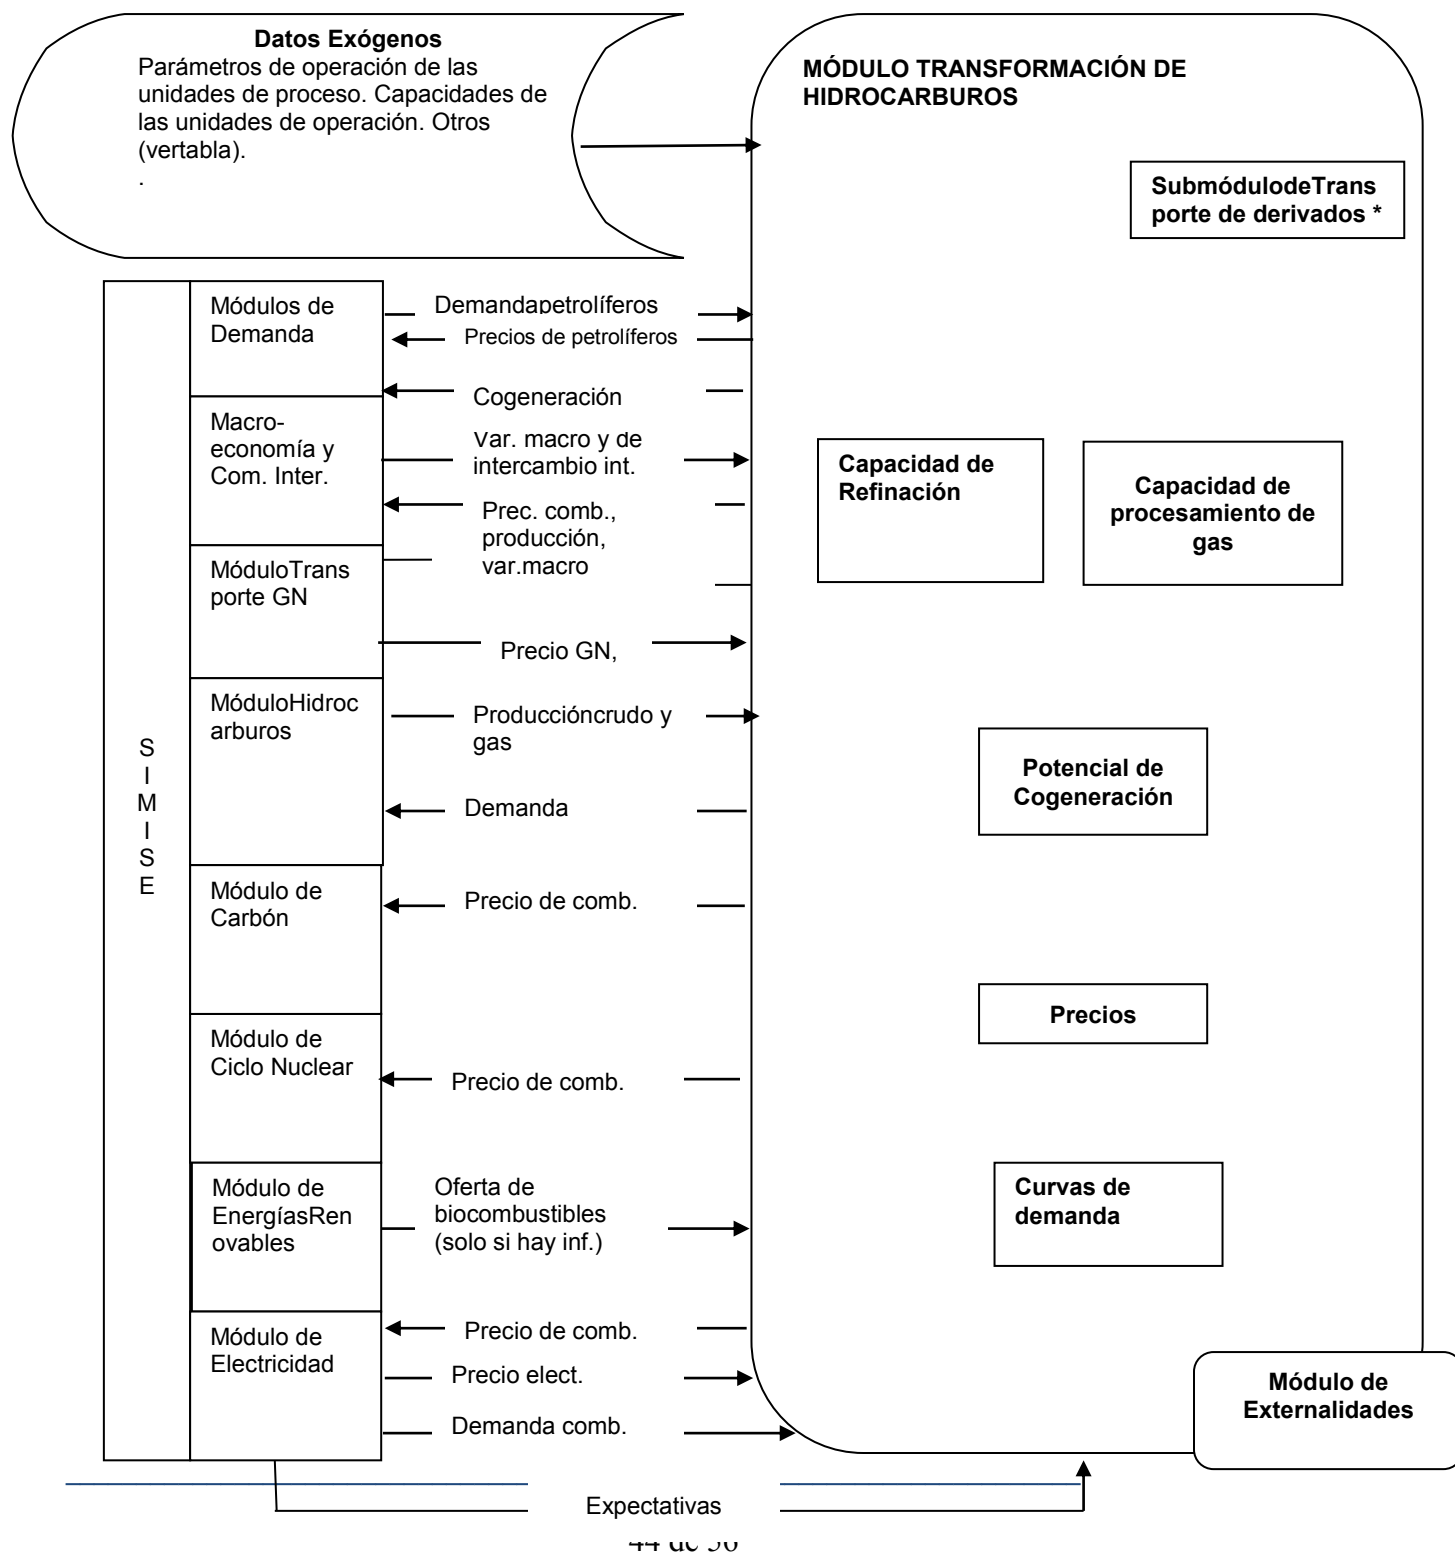 Datos Exógenos
Parámetros de operación de las
unidades de proceso. Capacidades de
las unidades de operación. Otros
(vertabla).
.
MÓDULO TRANSFORMACIÓN DE
HIDROCARBUROS
SubmódulodeTrans
porte de derivados *
SIMISE
Módulos de
Demanda
Demandapetrolíferos
Precios de petrolíferos
Cogeneración
Macro-
economía y
Com. Inter.
Var. macro y de
intercambio int.
Prec. comb.,
producción,
var.macro
Capacidad de
Refinación
Capacidad de
procesamiento de
gas
MóduloTrans
porte GN
Precio GN,
MóduloHidroc
arburos
Produccióncrudo y
gas
Demanda
Potencial de
Cogeneración
Módulo de
Carbón
Precio de comb.
Precios
Módulo de
Ciclo Nuclear
Precio de comb.
Módulo de
EnergíasRen
ovables
Oferta de
biocombustibles
(solo si hay inf.)
Curvas de
demanda
Módulo de
Electricidad
Precio de comb.
Precio elect.
Demanda comb.
Módulo de
Externalidades
Expectativas
44 de 56